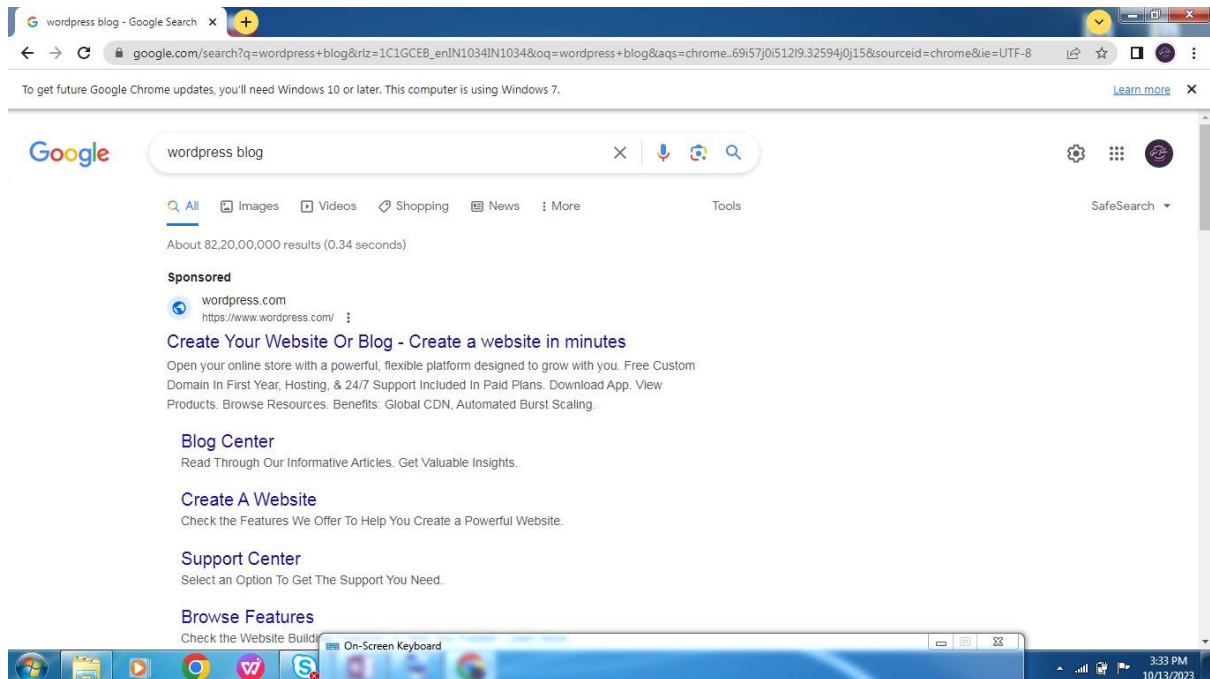 wordpress blog - Google Search
google.com/search?q=wordpress+blog&rlz=1C1GCEB_enIN1034IN1034&oq=wordpress+blog&aqs=chrome..69i57j0i512l9.32594j0j15&sourceid=chrome&ie=UTF-8
To get future Google Chrome updates, you'll need Windows 10 or later. This computer is using Windows 7. Learn more
Google wordpress blog
All Images Videos Shopping News More Tools SafeSearch
About 82,20,00,000 results (0.34 seconds)
Sponsored
wordpress.com
https://www.wordpress.com/
Create Your Website Or Blog - Create a website in minutes
Open your online store with a powerful, flexible platform designed to grow with you. Free Custom
Domain In First Year, Hosting, & 24/7 Support Included In Paid Plans. Download App. View
Products. Browse Resources. Benefits: Global CDN, Automated Burst Scaling.
Blog Center
Read Through Our Informative Articles. Get Valuable Insights.
Create A Website
Check the Features We Offer To Help You Create a Powerful Website.
Support Center
Select an Option To Get The Support You Need.
Browse Features
Check the Website
On-Screen Keyboard
3:33 PM
10/13/2023